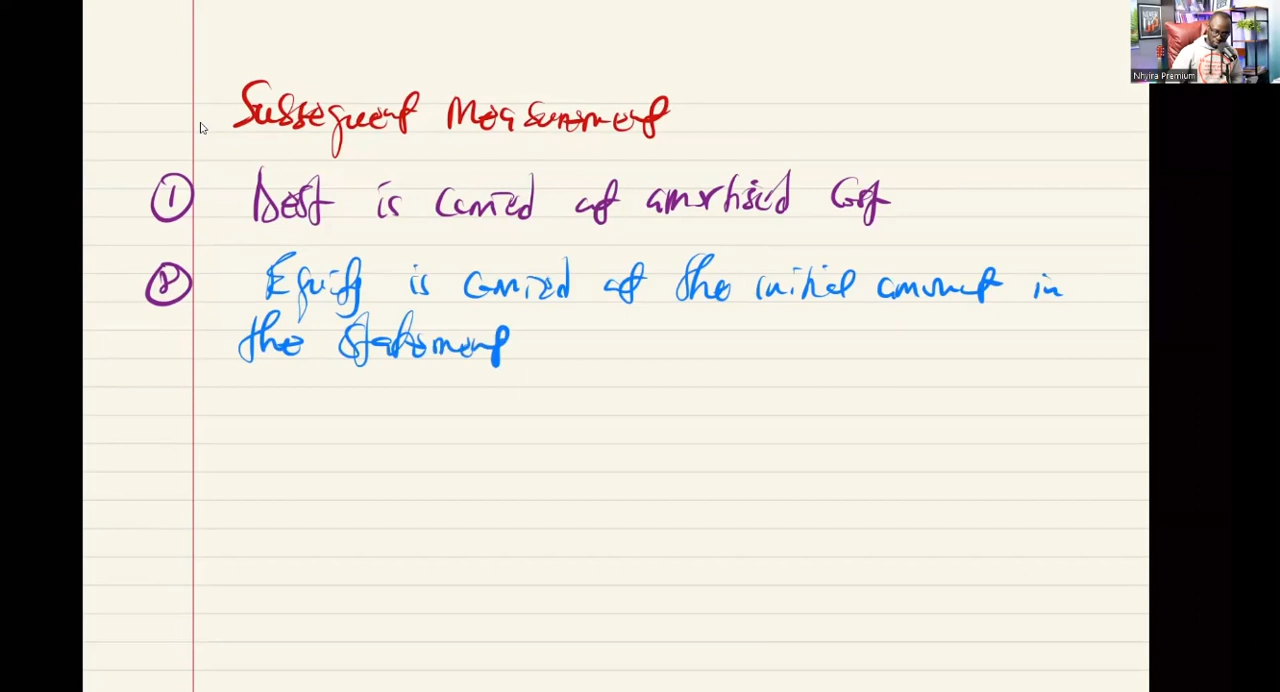 Nhyira Premium
Subsequent Measurement
① Debt is carried at amortised Cost
② Equity is carried at the initial amount in
the statement